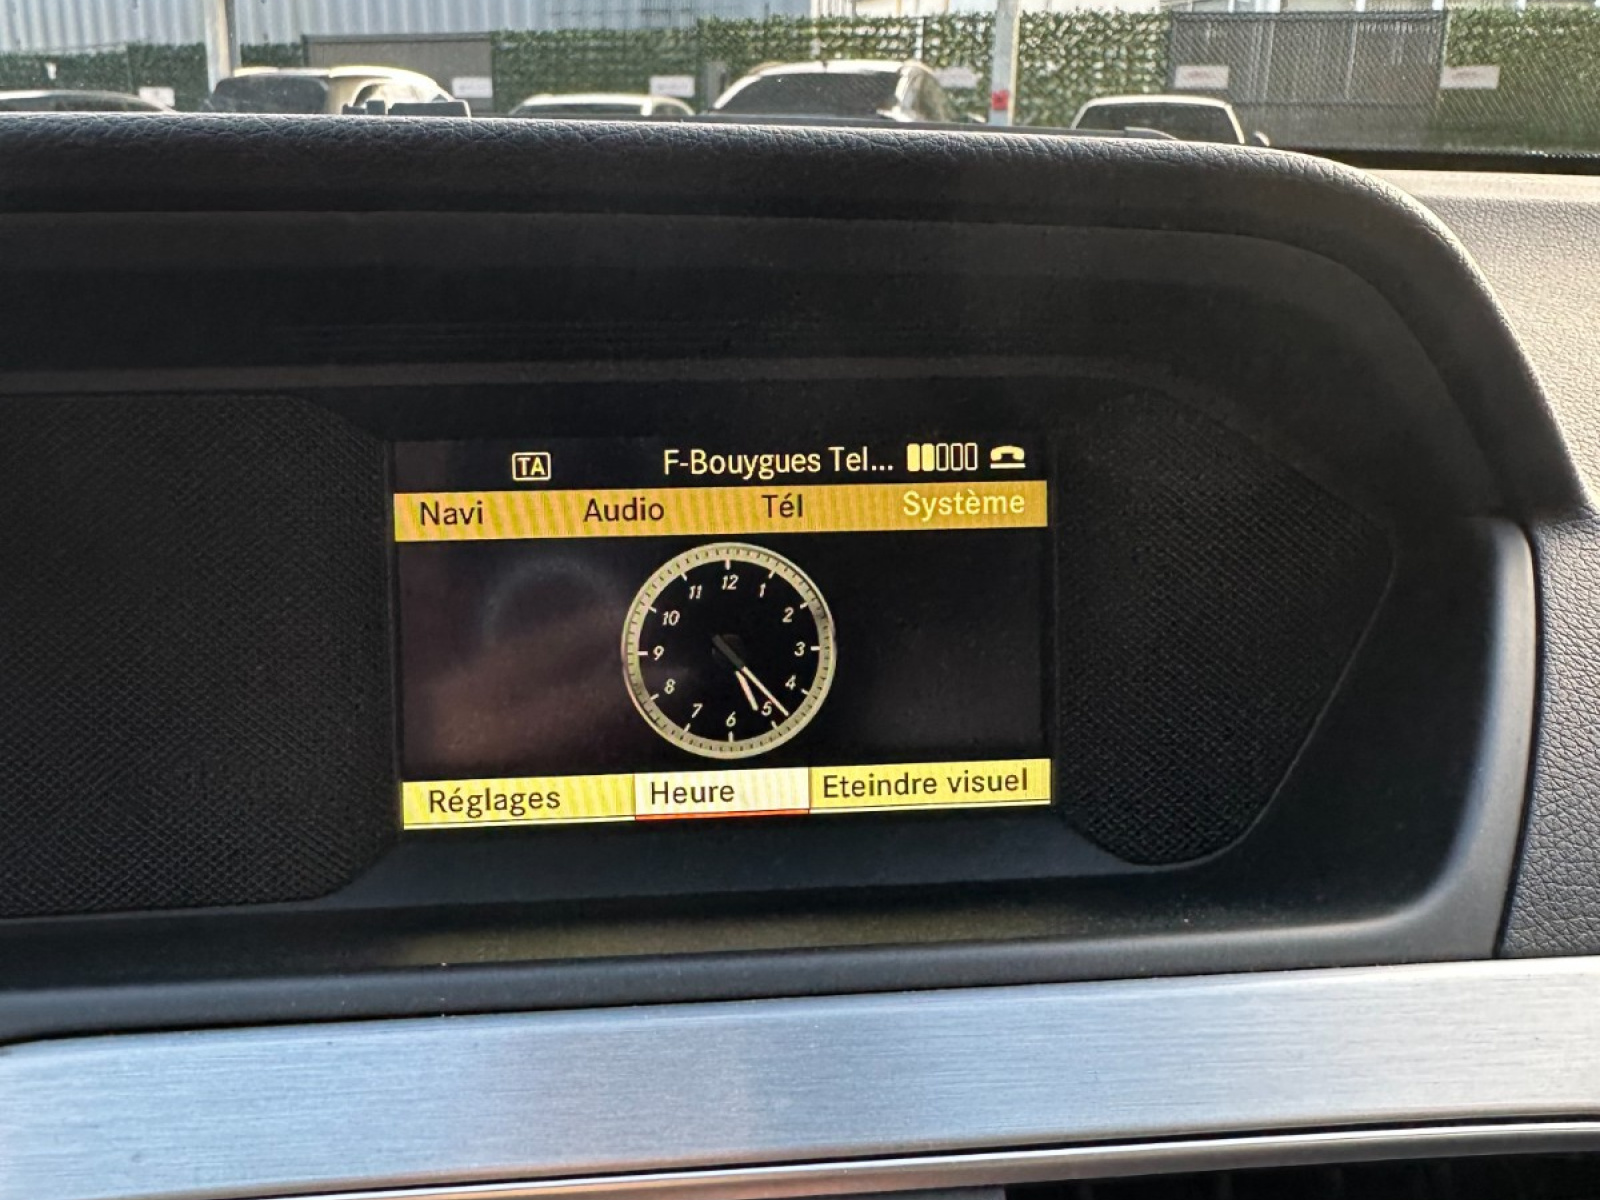 TA F-Bouygues Tel...
Navi Audio Tél Système
12
11 1
10 2
9 3
8 4
7 5
6
Réglages Heure Eteindre visuel